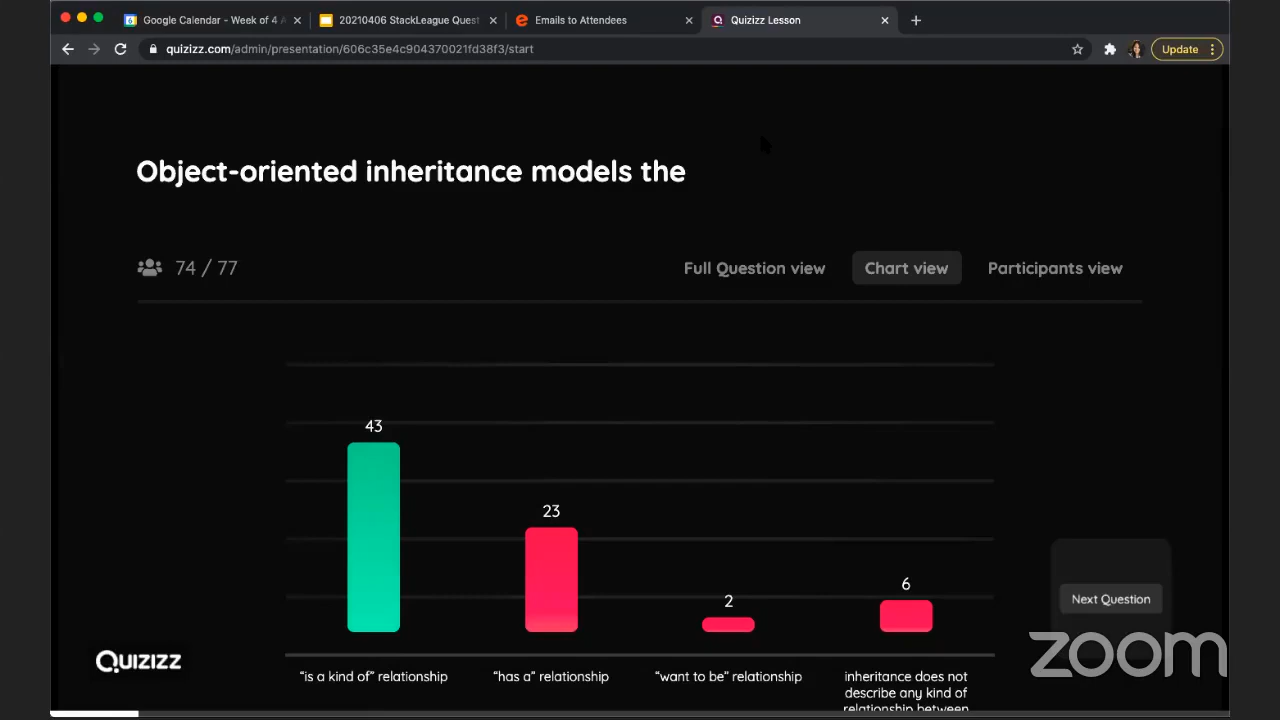 Google Calendar - Week of 4 A
20210406 StackLeague Quest
Emails to Attendees
Quizizz Lesson
quizizz.com/admin/presentation/606c35e4c904370021fd38f3/start
Update
Object-oriented inheritance models the
74 / 77
Full Question view
Chart view
Participants view
43
23
2
6
Next Question
zoom
Quizizz
"is a kind of" relationship
"has a" relationship
"want to be" relationship
inheritance does not
describe any kind of
relationship between